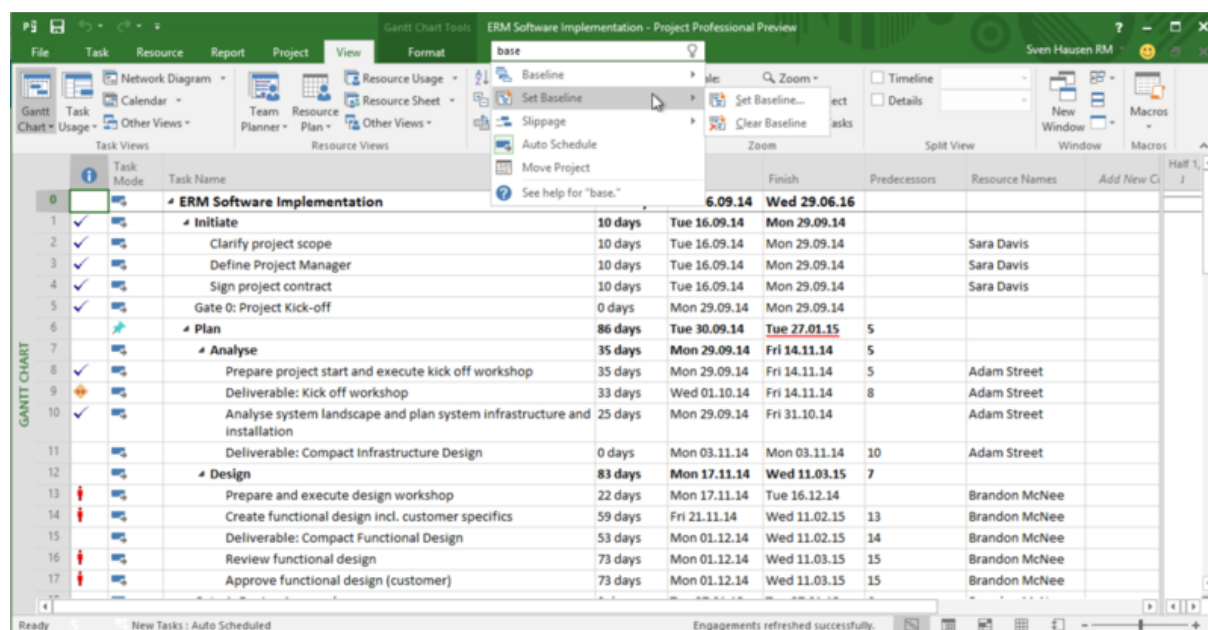 Gantt Chart Tools ERM Software Implementation - Project Professional Preview ?
File Task Resource Report Project View Format base Sven Hausen RM
Gantt Chart
Task Usage
Network Diagram
Calendar
Other Views
Task Views
Team Planner
Resource Plan
Resource Usage
Resource Sheet
Other Views
Resource Views
Baseline
Set Baseline
Slippage
Auto Schedule
Move Project
See help for "base."
Set Baseline...
Clear Baseline
Zoom
Zoom
Timeline
Details
Split View
New Window
Window
Macros
Macros
Task Mode Task Name Finish Predecessors Resource Names Add New C Half 1,
J
0 ERM Software Implementation 6.09.14 Wed 29.06.16
1 Initiate 10 days Tue 16.09.14 Mon 29.09.14
2 Clarify project scope 10 days Tue 16.09.14 Mon 29.09.14 Sara Davis
3 Define Project Manager 10 days Tue 16.09.14 Mon 29.09.14 Sara Davis
4 Sign project contract 10 days Tue 16.09.14 Mon 29.09.14 Sara Davis
5 Gate 0: Project Kick-off 0 days Mon 29.09.14 Mon 29.09.14
6 Plan 86 days Tue 30.09.14 Tue 27.01.15 5
7 Analyse 35 days Mon 29.09.14 Fri 14.11.14 5
8 Prepare project start and execute kick off workshop 35 days Mon 29.09.14 Fri 14.11.14 5 Adam Street
9 Deliverable: Kick off workshop 33 days Wed 01.10.14 Fri 14.11.14 8 Adam Street
10 Analyse system landscape and plan system infrastructure and 25 days Mon 29.09.14 Fri 31.10.14 Adam Street
installation
11 Deliverable: Compact Infrastructure Design 0 days Mon 03.11.14 Mon 03.11.14 10 Adam Street
12 Design 83 days Mon 17.11.14 Wed 11.03.15 7
13 Prepare and execute design workshop 22 days Mon 17.11.14 Tue 16.12.14 Brandon McNee
14 Create functional design incl. customer specifics 59 days Fri 21.11.14 Wed 11.02.15 13 Brandon McNee
15 Deliverable: Compact Functional Design 53 days Mon 01.12.14 Wed 11.02.15 14 Brandon McNee
16 Review functional design 73 days Mon 01.12.14 Wed 11.03.15 15 Brandon McNee
17 Approve functional design (customer) 73 days Mon 01.12.14 Wed 11.03.15 15 Brandon McNee
GANTT CHART
Ready New Tasks : Auto Scheduled Engagements refreshed successfully.